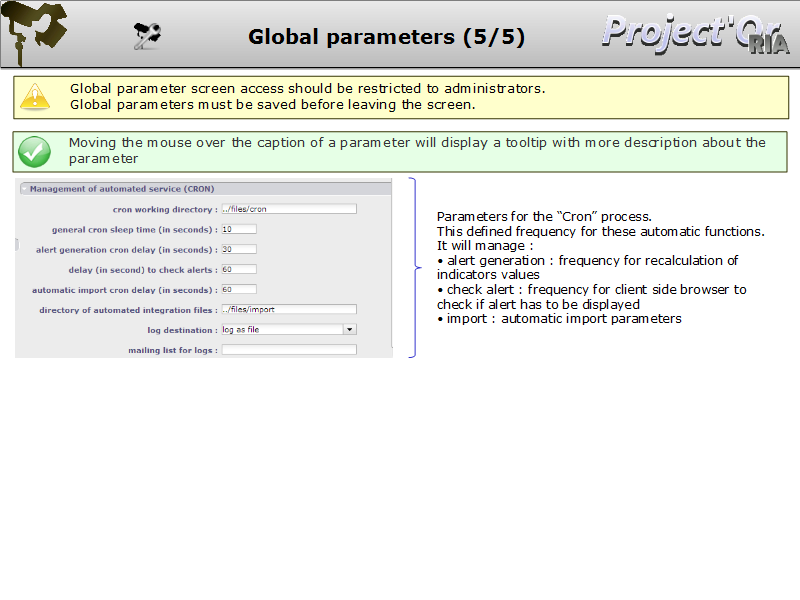 Global parameters (5/5)
Project'Or
RIA
Global parameter screen access should be restricted to administrators.
Global parameters must be saved before leaving the screen.
Moving the mouse over the caption of a parameter will display a tooltip with more description about the
parameter
Management of automated service (CRON)
cron working directory : ../files/cron
general cron sleep time (in seconds) : 10
alert generation cron delay (in seconds) : 30
delay (in second) to check alerts : 60
automatic import cron delay (in seconds) : 60
directory of automated integration files : ../files/import
log destination : log as file
mailing list for logs :
Parameters for the “Cron” process.
This defined frequency for these automatic functions.
It will manage :
• alert generation : frequency for recalculation of
indicators values
• check alert : frequency for client side browser to
check if alert has to be displayed
• import : automatic import parameters